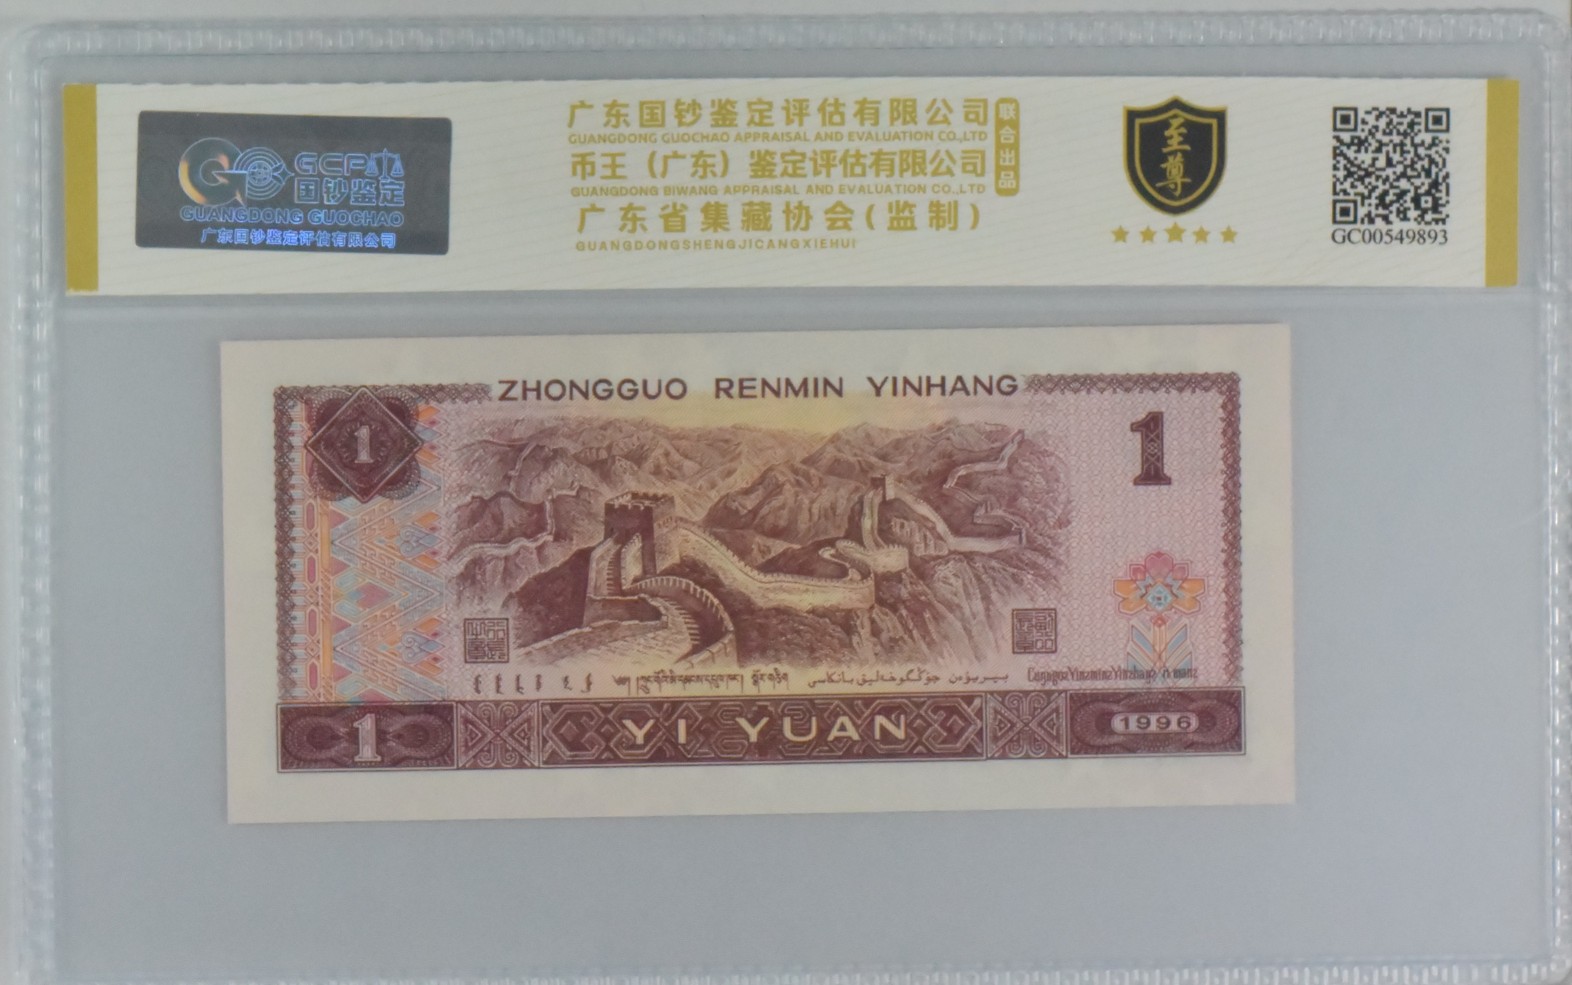 GCP
国钞鉴定
GUANGDONG GUOCHAO
广东国钞鉴定评估有限公司
广东国钞鉴定评估有限公司
GUANGDONG GUOCHAO APPRAISAL AND EVALUATION CO.,LTD
币王（广东）鉴定评估有限公司
GUANGDONG BIWANG APPRAISAL AND EVALUATION CO.,LTD
广东省集藏协会(监制)
GUANGDONGSHENGJICANGXIEHUI
联合出品
至尊
GC00549893
ZHONGGUO RENMIN YINHANG
1
1
1
YI YUAN
1996